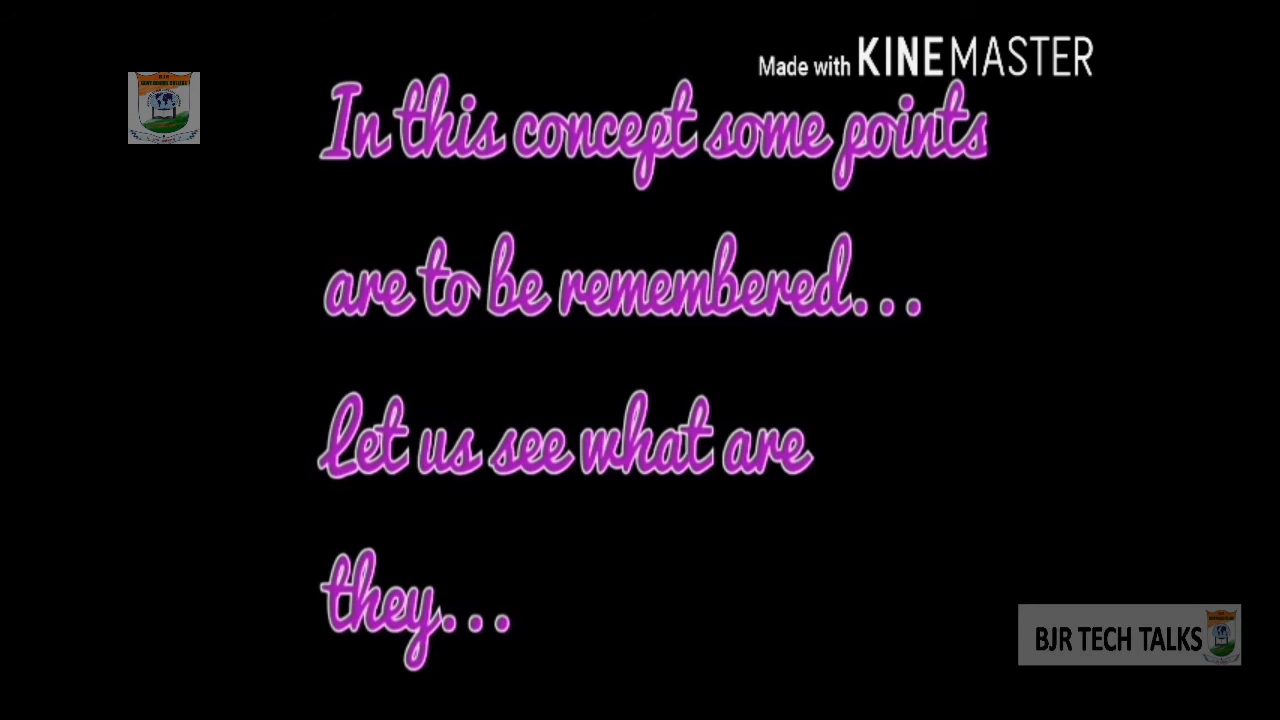 Made with KINEMASTER
In this concept some points
are to be remembered...
Let us see what are
they...
BJR TECH TALKS